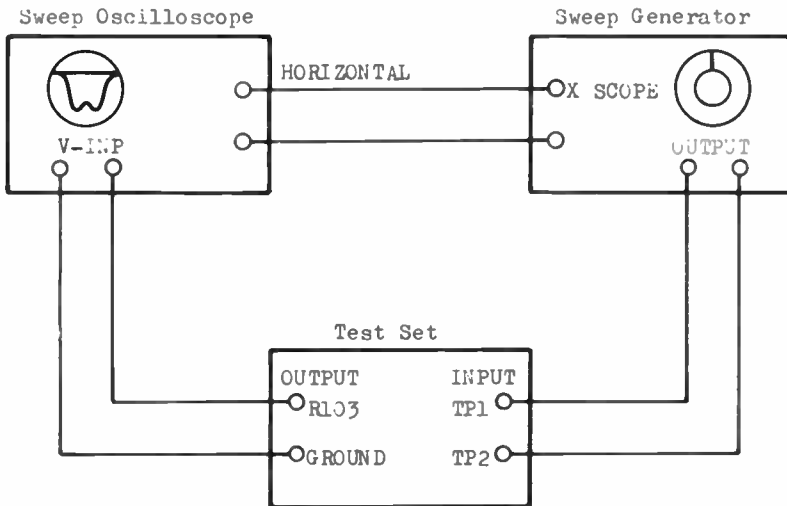 Sweep Oscilloscope
Sweep Generator
HORIZONTAL
X SCOPE
V-INP
OUTPUT
Test Set
OUTPUT
INPUT
R103
TP1
GROUND
TP2